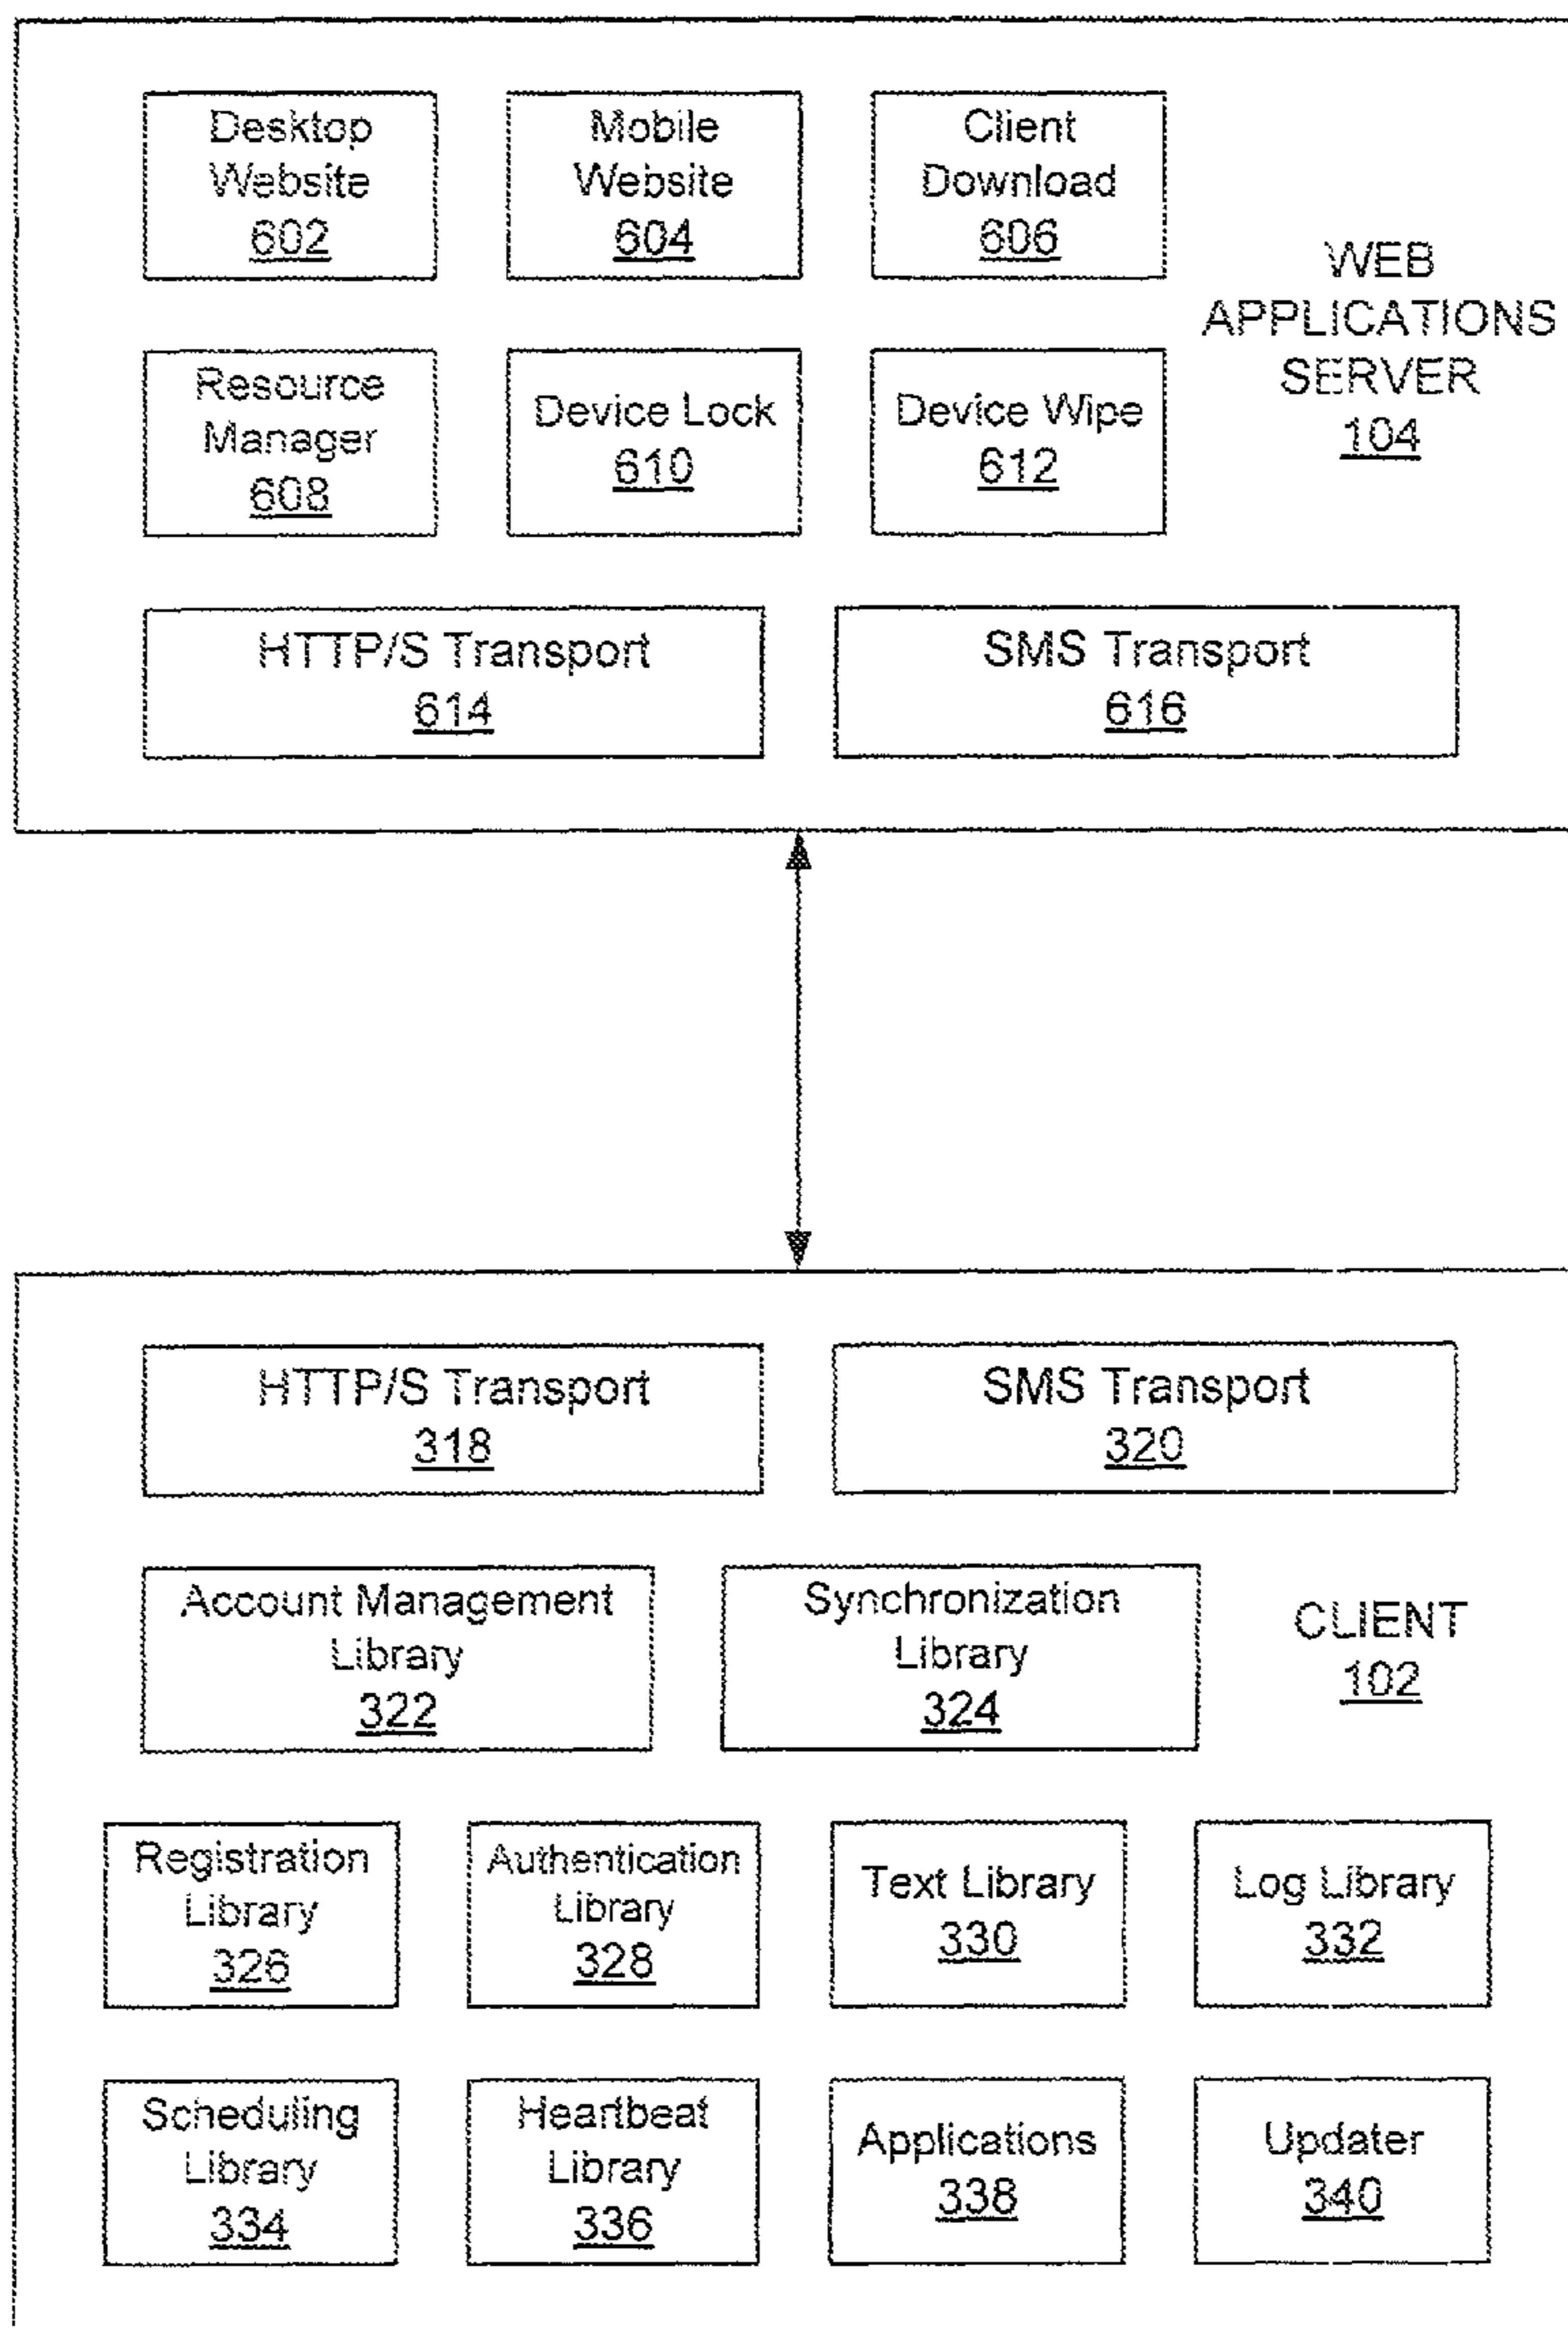 Desktop
Website
602
Mobile
Website
604
Client
Download
606
WEB
APPLICATIONS
SERVER
104
Resource
Manager
608
Device Lock
610
Device Wipe
612
HTTP/S Transport
614
SMS Transport
616
HTTP/S Transport
318
SMS Transport
320
Account Management
Library
322
Synchronization
Library
324
CLIENT
102
Registration
Library
326
Authentication
Library
328
Text Library
330
Log Library
332
Scheduling
Library
334
Heartbeat
Library
336
Applications
338
Updater
340